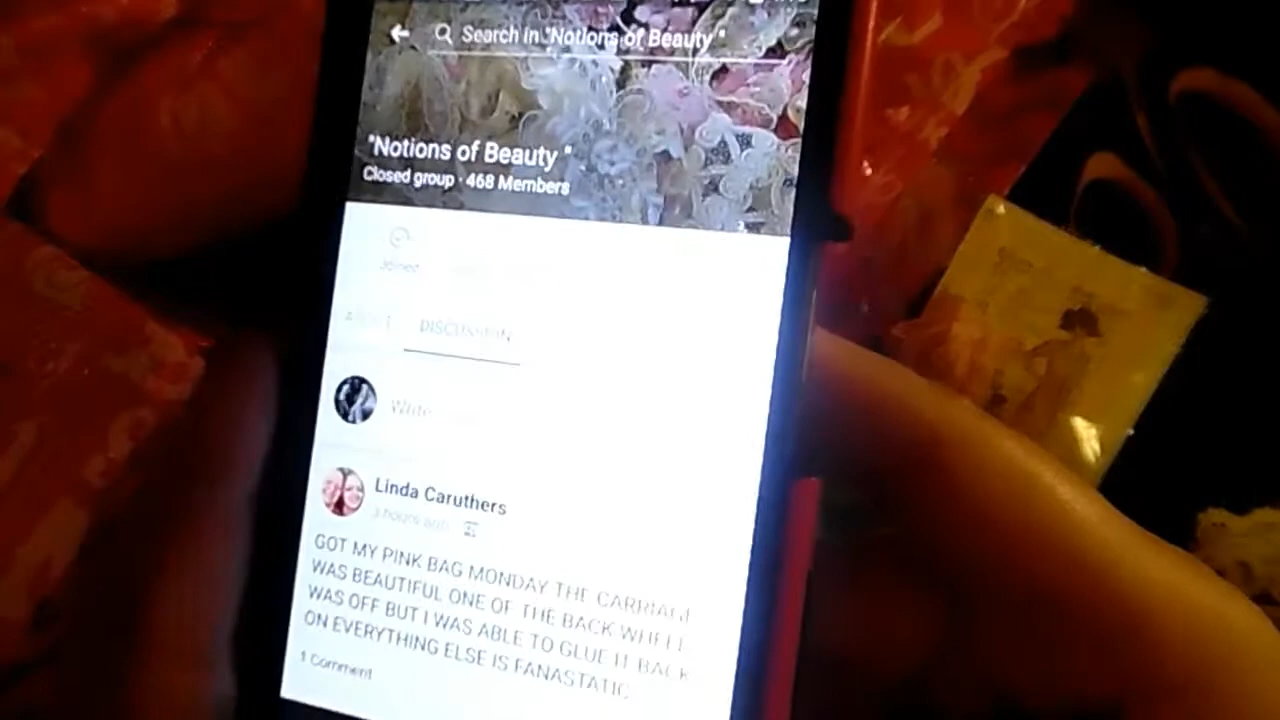 Search in "Notions of Beauty "
"Notions of Beauty "
Closed group · 468 Members
Joined
ABOUT DISCUSSION
Write
Linda Caruthers
3 hours ago
GOT MY PINK BAG MONDAY THE CARRIAGE
WAS BEAUTIFUL ONE OF THE BACK WHEEL
WAS OFF BUT I WAS ABLE TO GLUE IT BACK
ON EVERYTHING ELSE IS FANASTATIC
1 Comment